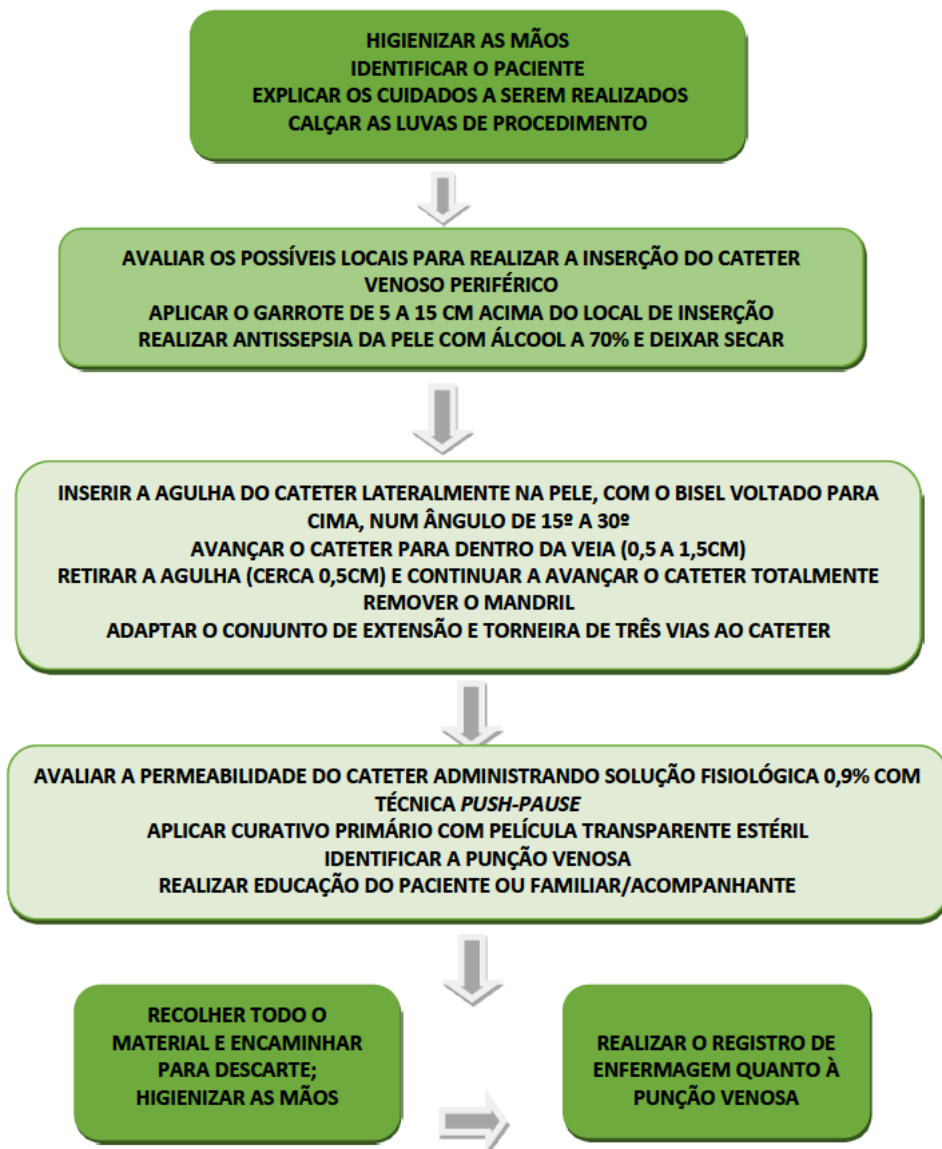 HIGIENIZAR AS MÃOS
IDENTIFICAR O PACIENTE
EXPLICAR OS CUIDADOS A SEREM REALIZADOS
CALÇAR AS LUVAS DE PROCEDIMENTO
AVALIAR OS POSSÍVEIS LOCAIS PARA REALIZAR A INSERÇÃO DO CATETER
VENOSO PERIFÉRICO
APLICAR O GARROTE DE 5 A 15 CM ACIMA DO LOCAL DE INSERÇÃO
REALIZAR ANTISSEPSIA DA PELE COM ÁLCOOL A 70% E DEIXAR SECAR
INSERIR A AGULHA DO CATETER LATERALMENTE NA PELE, COM O BISEL VOLTADO PARA
CIMA, NUM ÂNGULO DE 15º A 30º
AVANÇAR O CATETER PARA DENTRO DA VEIA (0,5 A 1,5CM)
RETIRAR A AGULHA (CERCA 0,5CM) E CONTINUAR A AVANÇAR O CATETER TOTALMENTE
REMOVER O MANDRIL
ADAPTAR O CONJUNTO DE EXTENSÃO E TORNEIRA DE TRÊS VIAS AO CATETER
AVALIAR A PERMEABILIDADE DO CATETER ADMINISTRANDO SOLUÇÃO FISIOLÓGICA 0,9% COM
TÉCNICA PUSH-PAUSE
APLICAR CURATIVO PRIMÁRIO COM PELÍCULA TRANSPARENTE ESTÉRIL
IDENTIFICAR A PUNÇÃO VENOSA
REALIZAR EDUCAÇÃO DO PACIENTE OU FAMILIAR/ACOMPANHANTE
RECOLHER TODO O
MATERIAL E ENCAMINHAR
PARA DESCARTE;
HIGIENIZAR AS MÃOS
REALIZAR O REGISTRO DE
ENFERMAGEM QUANTO À
PUNÇÃO VENOSA